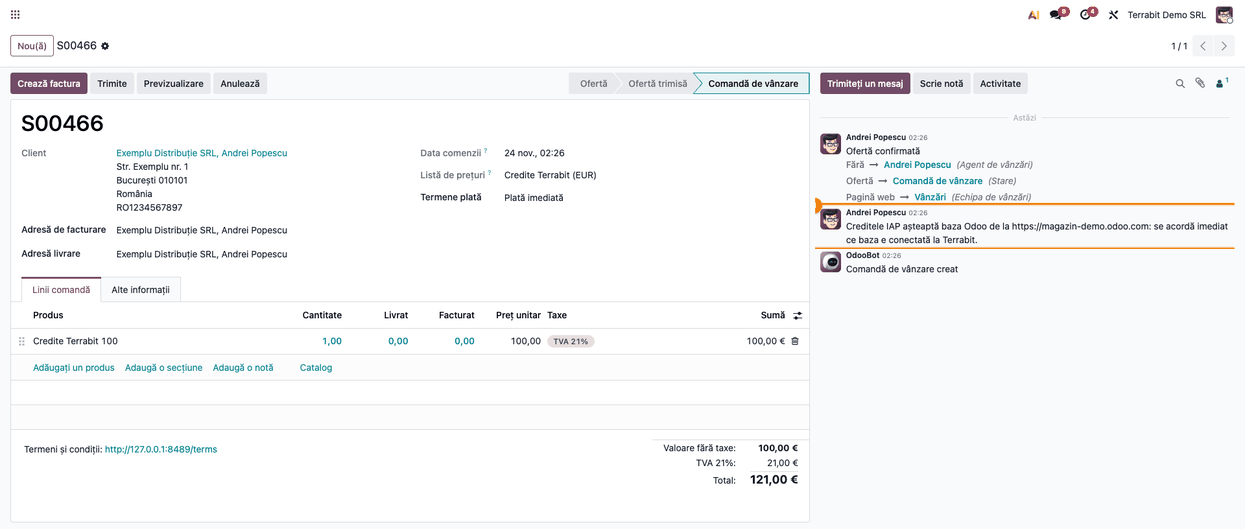 AI 9 4 Terrabit Demo SRL
Nou(ă) S00466 1 / 1
Crează factura Trimite Previzualizare Anulează Ofertă Ofertă trimisă Comandă de vânzare
Trimiteți un mesaj Scrie notă Activitate 1
S00466
Client Exemplu Distribuție SRL, Andrei Popescu
Str. Exemplu nr. 1
București 010101
România
RO1234567897
Adresă de facturare Exemplu Distribuție SRL, Andrei Popescu
Adresă livrare Exemplu Distribuție SRL, Andrei Popescu
Data comenzii ? 24 nov., 02:26
Listă de prețuri ? Credite Terrabit (EUR)
Termene plată Plată imediată
Linii comandă Alte informații
Produs Cantitate Livrat Facturat Preț unitar Taxe Sumă
Credite Terrabit 100 1,00 0,00 0,00 100,00 TVA 21% 100,00 €
Adăugați un produs Adaugă o secțiune Adaugă o notă Catalog
Termeni și condiții: http://127.0.0.1:8489/terms
Valoare fără taxe: 100,00 €
TVA 21%: 21,00 €
Total: 121,00 €
Astăzi
Andrei Popescu 02:26
Ofertă confirmată
Fără → Andrei Popescu (Agent de vânzări)
Ofertă → Comandă de vânzare (Stare)
Pagină web → Vânzări (Echipa de vânzări)
Andrei Popescu 02:26
Creditele IAP așteaptă baza Odoo de la https://magazin-demo.odoo.com: se acordă imediat
ce baza e conectată la Terrabit.
OdooBot 02:26
Comandă de vânzare creat